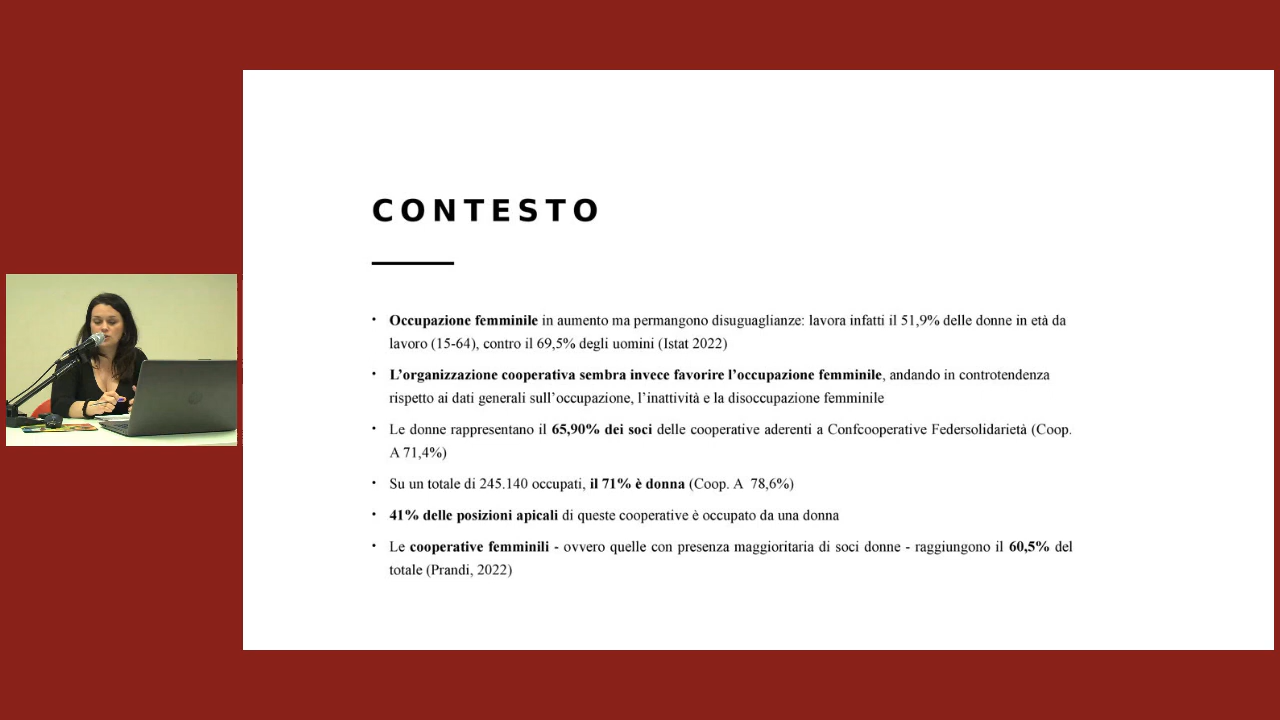 CONTESTO
• Occupazione femminile in aumento ma permangono disuguaglianze: lavora infatti il 51,9% delle donne in età da
lavoro (15-64), contro il 69,5% degli uomini (Istat 2022)
• L’organizzazione cooperativa sembra invece favorire l’occupazione femminile, andando in controtendenza
rispetto ai dati generali sull’occupazione, l’inattività e la disoccupazione femminile
• Le donne rappresentano il 65,90% dei soci delle cooperative aderenti a Confcooperative Federsolidarietà (Coop.
A 71,4%)
• Su un totale di 245.140 occupati, il 71% è donna (Coop. A 78,6%)
• 41% delle posizioni apicali di queste cooperative è occupato da una donna
• Le cooperative femminili - ovvero quelle con presenza maggioritaria di soci donne - raggiungono il 60,5% del
totale (Prandi, 2022)